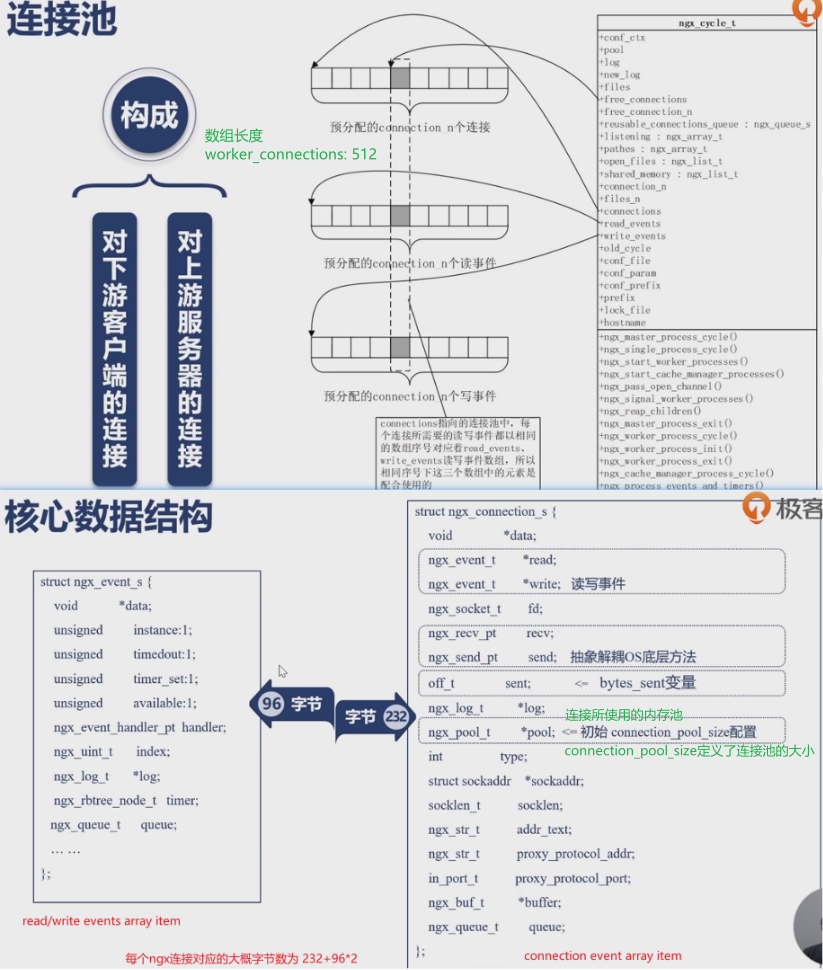 连接池
构成
数组长度
worker_connections: 512
对下游客户端的连接
对上游服务器的连接
预分配的connection_n个连接
预分配的connection_n个读事件
预分配的connection_n个写事件
connections指向的连接池中，每
个连接所需要的读写事件都以相同
的数组序号对应着read_events、
write_events读写事件数组，所以
相同序号下这三个数组中的元素是
配合使用的
ngx_cycle_t
+conf_ctx
+pool
+log
+new_log
+files
+free_connections
+free_connection_n
+reusable_connections_queue : ngx_queue_s
+listening : ngx_array_t
+pathes : ngx_array_t
+open_files : ngx_list_t
+shared_memory : ngx_list_t
+connection_n
+files_n
+connections
+read_events
+write_events
+old_cycle
+conf_file
+conf_param
+conf_prefix
+prefix
+lock_file
+hostname
+ngx_master_process_cycle()
+ngx_single_process_cycle()
+ngx_start_worker_processes()
+ngx_start_cache_manager_processes()
+ngx_pass_open_channel()
+ngx_signal_worker_processes()
+ngx_reap_children()
+ngx_master_process_exit()
+ngx_worker_process_cycle()
+ngx_worker_process_init()
+ngx_worker_process_exit()
+ngx_cache_manager_process_cycle()
+ngx_process_events_and_timers()
核心数据结构
极客
struct ngx_event_s {
void *data;
unsigned instance:1;
unsigned timedout:1;
unsigned timer_set:1;
unsigned available:1;
ngx_event_handler_pt handler;
ngx_uint_t index;
ngx_log_t *log;
ngx_rbtree_node_t timer;
ngx_queue_t queue;
… …
};
read/write events array item
96 字节
字节 232
每个ngx连接对应的大概字节数为 232+96*2
struct ngx_connection_s {
void *data;
ngx_event_t *read;
ngx_event_t *write; 读写事件
ngx_socket_t fd;
ngx_recv_pt recv;
ngx_send_pt send; 抽象解耦OS底层方法
off_t sent; <= bytes_sent变量
ngx_log_t *log; 连接所使用的内存池
ngx_pool_t *pool; <= 初始 connection_pool_size配置
connection_pool_size定义了连接池的大小
int type;
struct sockaddr *sockaddr;
socklen_t socklen;
ngx_str_t addr_text;
ngx_str_t proxy_protocol_addr;
in_port_t proxy_protocol_port;
ngx_buf_t *buffer;
ngx_queue_t queue;
};
connection event array item